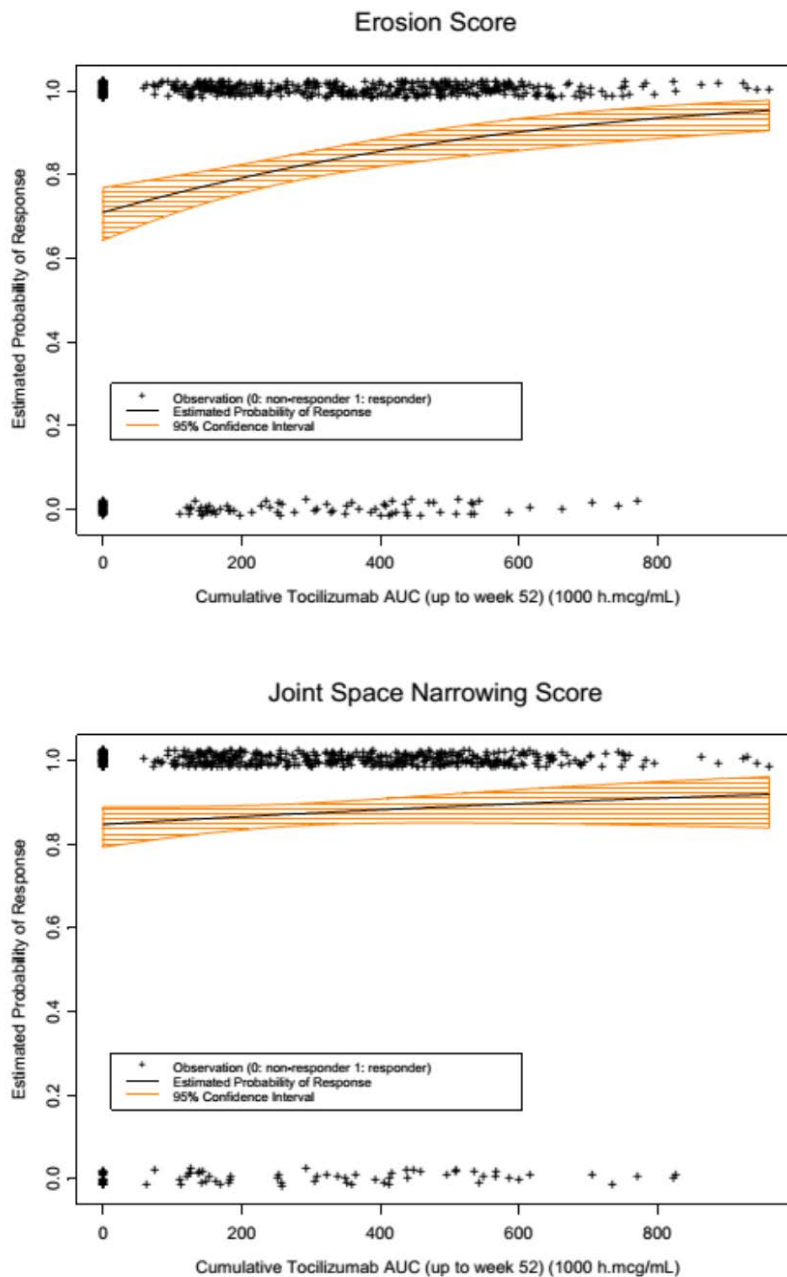 Erosion Score
Estimated Probability of Response
1.0
0.8
0.6
0.4
0.2
0.0
Observation (0: non-responder 1: responder)
Estimated Probability of Response
95% Confidence Interval
0 200 400 600 800
Cumulative Tocilizumab AUC (up to week 52) (1000 h.mcg/mL)
Joint Space Narrowing Score
Estimated Probability of Response
1.0
0.8
0.6
0.4
0.2
0.0
Observation (0: non-responder 1: responder)
Estimated Probability of Response
95% Confidence Interval
0 200 400 600 800
Cumulative Tocilizumab AUC (up to week 52) (1000 h.mcg/mL)